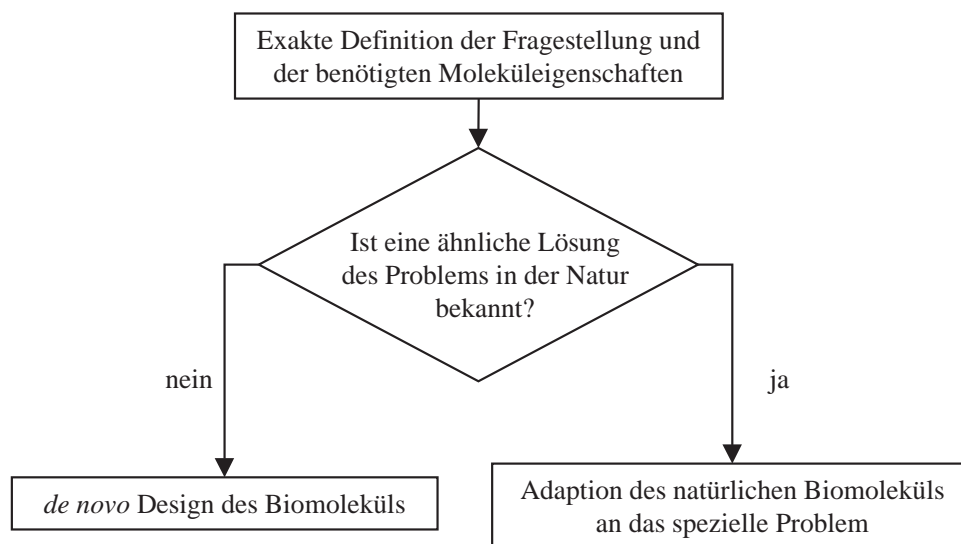 Exakte Definition der Fragestellung und
der benötigten Moleküleigenschaften
Ist eine ähnliche Lösung
des Problems in der Natur
bekannt?
nein
ja
de novo Design des Biomoleküls
Adaption des natürlichen Biomoleküls
an das spezielle Problem